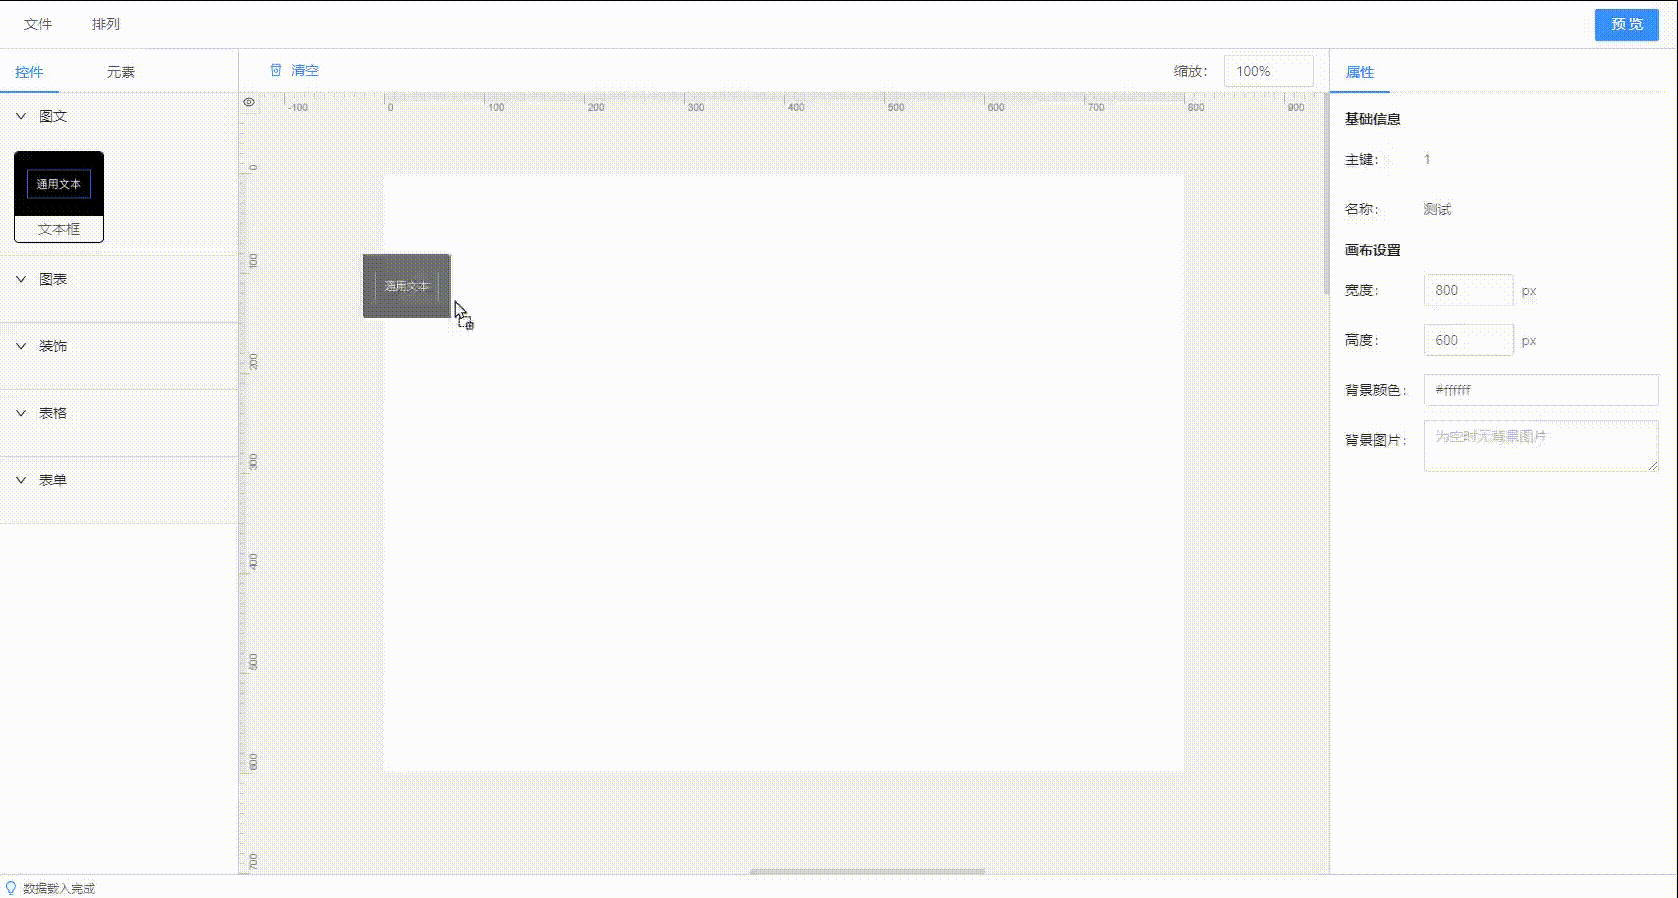 文件 排列 预 览
控件 元素
清空 缩放： 100%
属性
-100 0 100 200 300 400 500 600 700 800 900
图文
通用文本
文本框
图表
装饰
表格
表单
0
100
200
300
400
500
600
700
通用文本
基础信息
主键： 1
名称： 测试
画布设置
宽度： 800 px
高度： 600 px
背景颜色： #ffffff
背景图片： 为空时无背景图片
数据载入完成